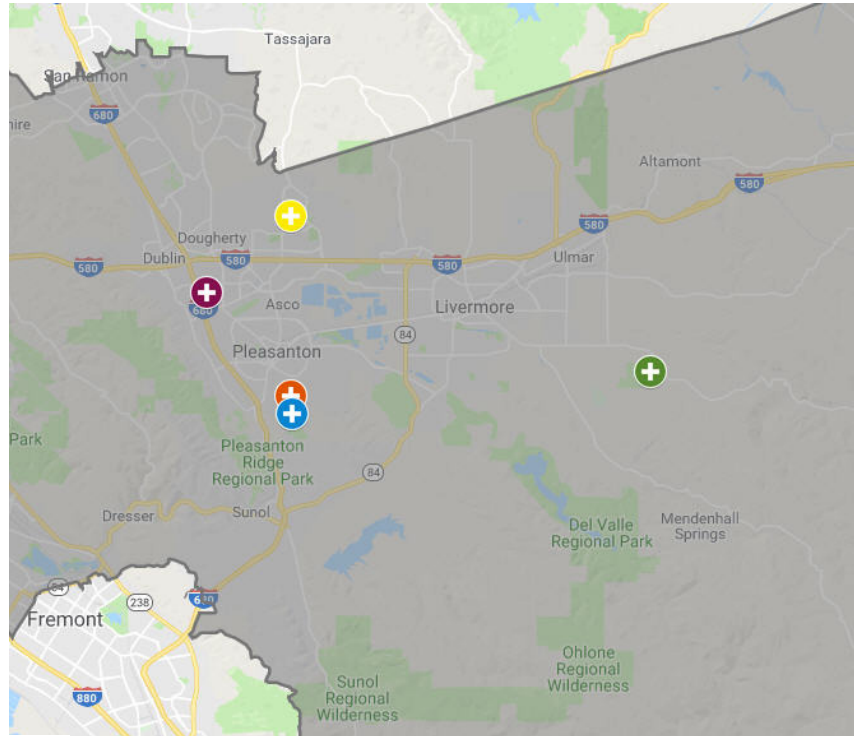 Tassajara
San Ramon
680
hire
Altamont
580
Dougherty
Dublin
580
580
580
580
Ulmar
680
Asco
Livermore
84
Pleasanton
Park
Pleasanton
Ridge
Regional Park
84
Dresser
Sunol
Del Valle
Regional Park
Mendenhall
Springs
84
238
680
Fremont
880
Ohlone
Regional
Wilderness
Sunol
Regional
Wilderness